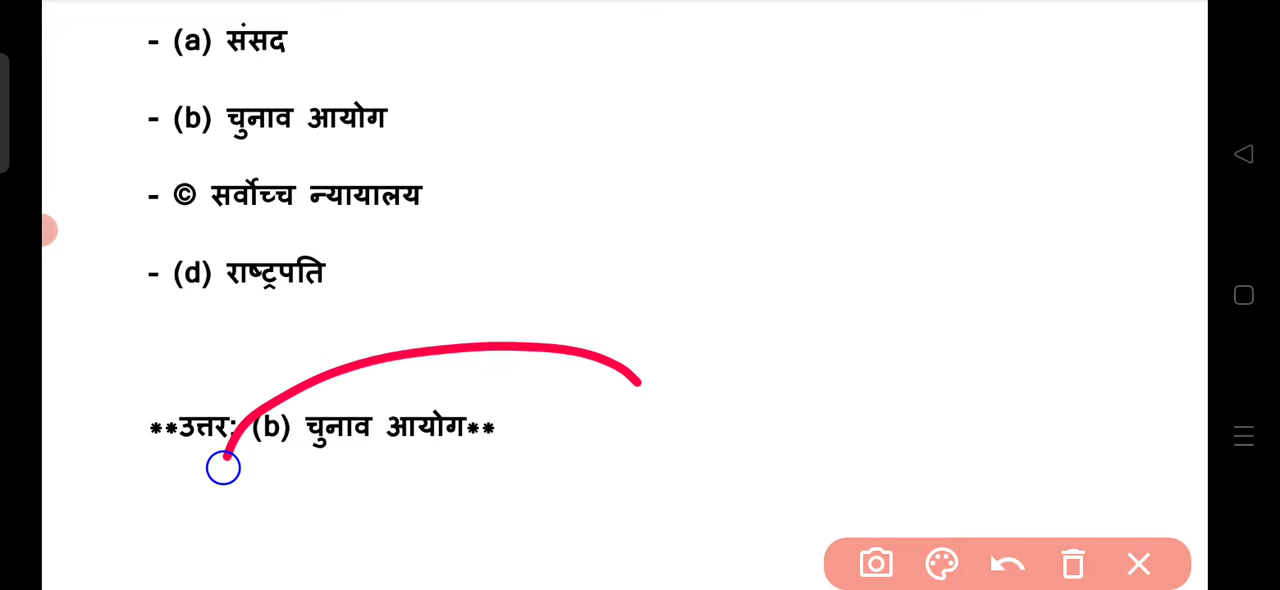 - (a) संसद
- (b) चुनाव आयोग
- © सर्वोच्च न्यायालय
- (d) राष्ट्रपति
**उत्तर: (b) चुनाव आयोग**